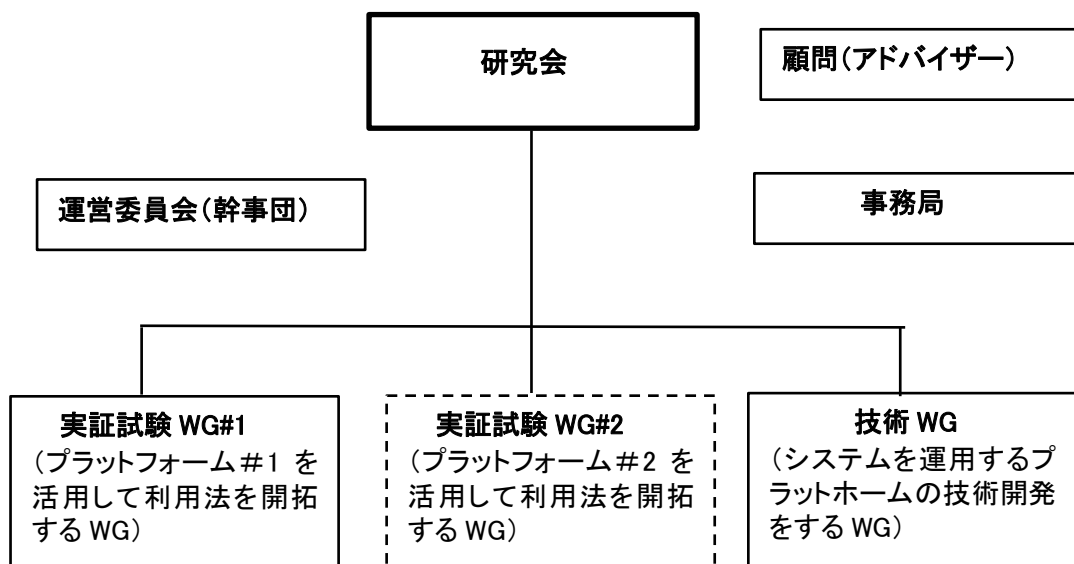 研究会
顧問(アドバイザー)
運営委員会(幹事団)
事務局
実証試験 WG#1
(プラットフォーム#1 を
活用して利用法を開拓
する WG)
実証試験 WG#2
(プラットフォーム#2 を
活用して利用法を開拓
する WG)
技術 WG
(システムを運用するプ
ラットホームの技術開発
をする WG)